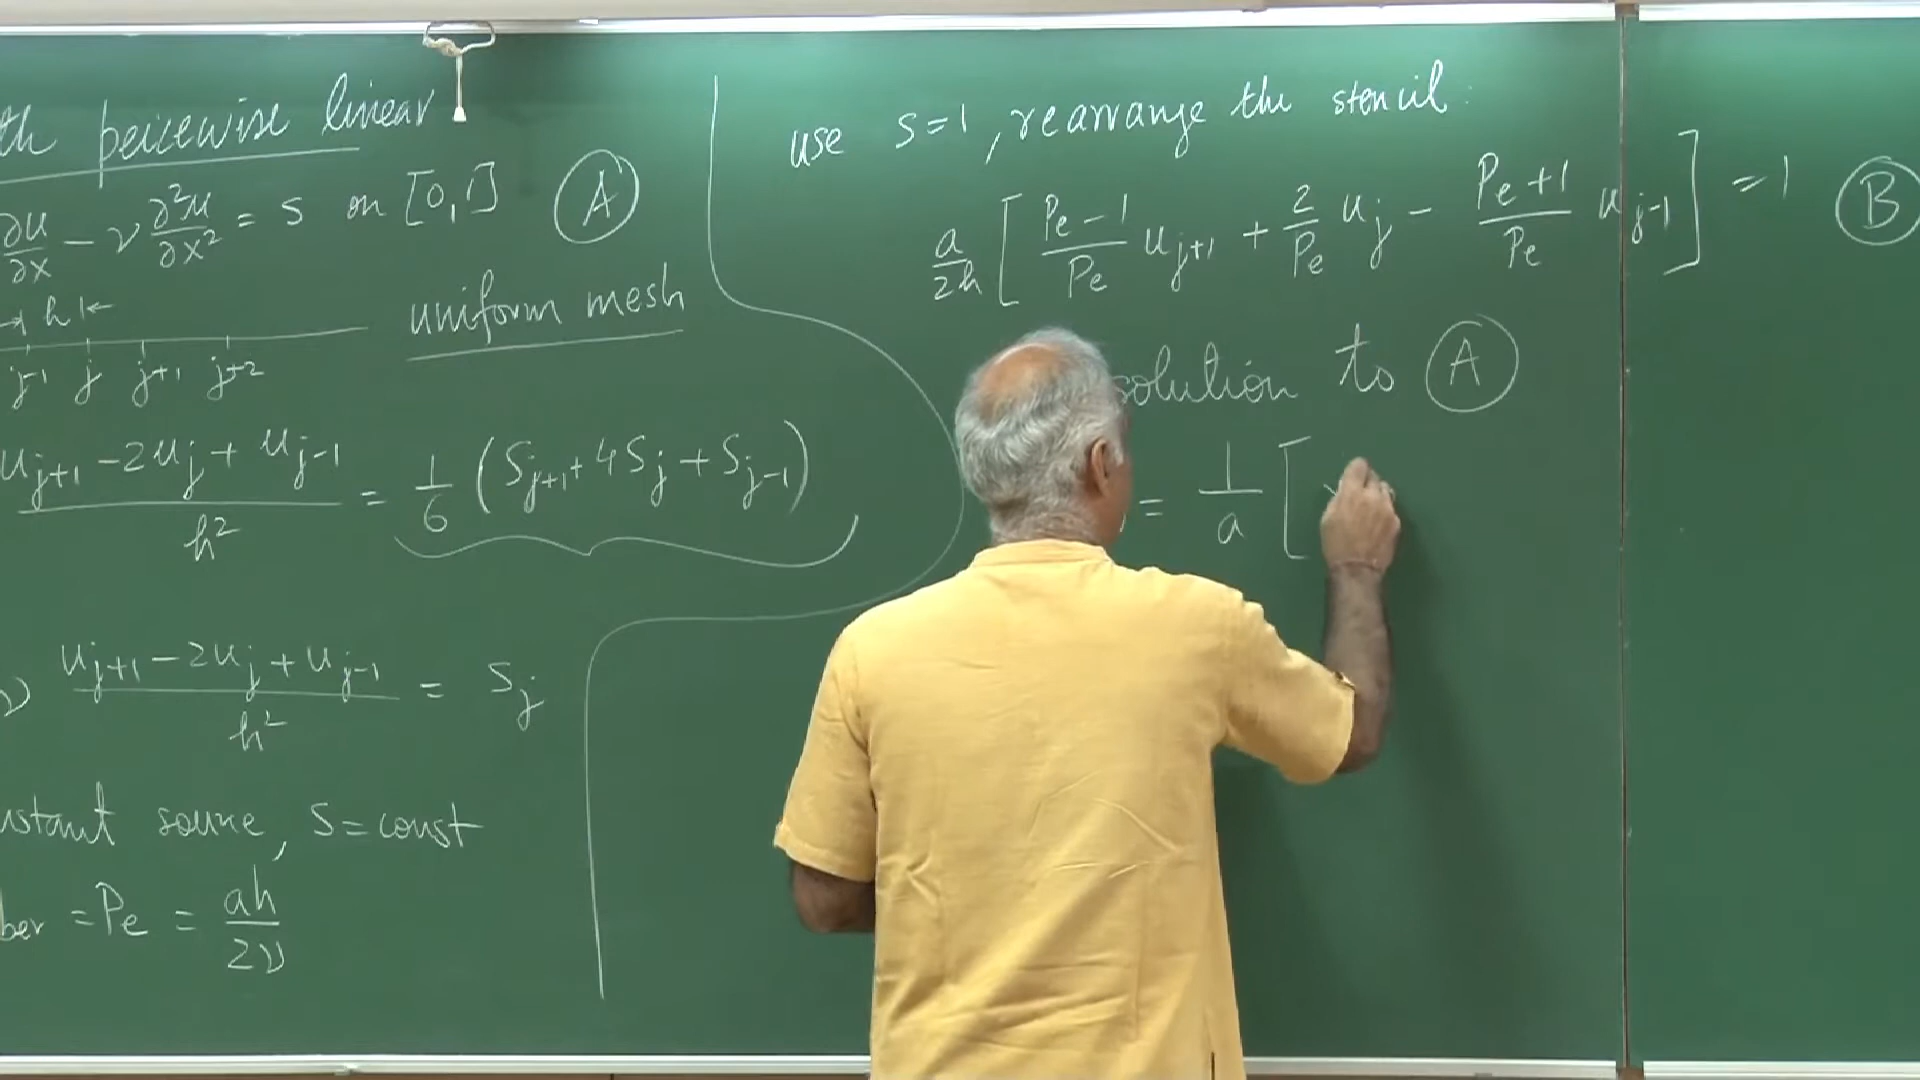 th peicewise linear
∂u/∂x - ν ∂²u/∂x² = s on [0,1] (A)
→| h |←
uniform mesh
j-1 j j+1 j+2
(u_{j+1} - 2u_j + u_{j-1})/h² = 1/6 (S_{j+1} + 4S_j + S_{j-1})
(u_{j+1} - 2u_j + u_{j-1})/h² = S_j
nstant source, S=const
ber = Pe = ah/2ν
use s=1, rearrange the stencil:
a/2h [ (Pe-1)/Pe u_{j+1} + 2/Pe u_j - (Pe+1)/Pe u_{j-1} ] = 1 (B)
solution to (A)
= 1/a [